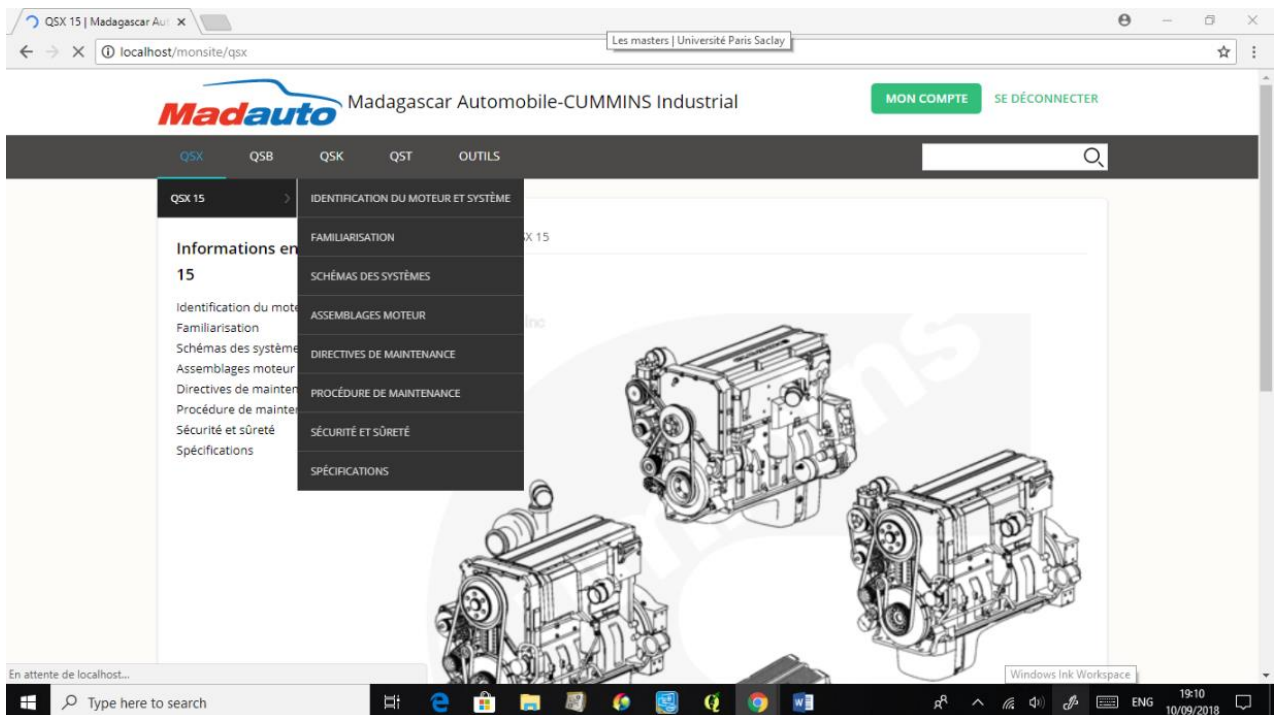 QSX 15 | Madagascar Aut
localhost/monsite/qsx
Les masters | Université Paris Saclay
Madauto
Madagascar Automobile-CUMMINS Industrial
MON COMPTE
SE DÉCONNECTER
QSX QSB QSK QST OUTILS
QSX 15
IDENTIFICATION DU MOTEUR ET SYSTÈME
FAMILIARISATION
SCHÉMAS DES SYSTÈMES
ASSEMBLAGES MOTEUR
DIRECTIVES DE MAINTENANCE
PROCÉDURE DE MAINTENANCE
SÉCURITÉ ET SÛRETÉ
SPÉCIFICATIONS
SX 15
Informations en
15
Identification du mote
Familiarisation
Schémas des système
Assemblages moteur
Directives de mainten
Procédure de mainten
Sécurité et sûreté
Spécifications
Inc
En attente de localhost...
Windows Ink Workspace
Type here to search
ENG
19:10
10/09/2018